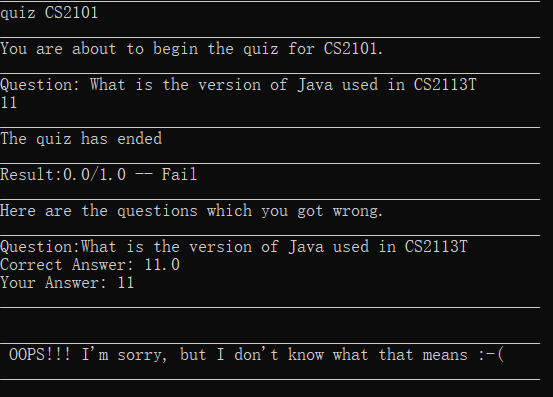 quiz CS2101
You are about to begin the quiz for CS2101.
Question: What is the version of Java used in CS2113T
11
The quiz has ended
Result:0.0/1.0 -- Fail
Here are the questions which you got wrong.
Question:What is the version of Java used in CS2113T
Correct Answer: 11.0
Your Answer: 11
OOPS!!! I'm sorry, but I don't know what that means :-(